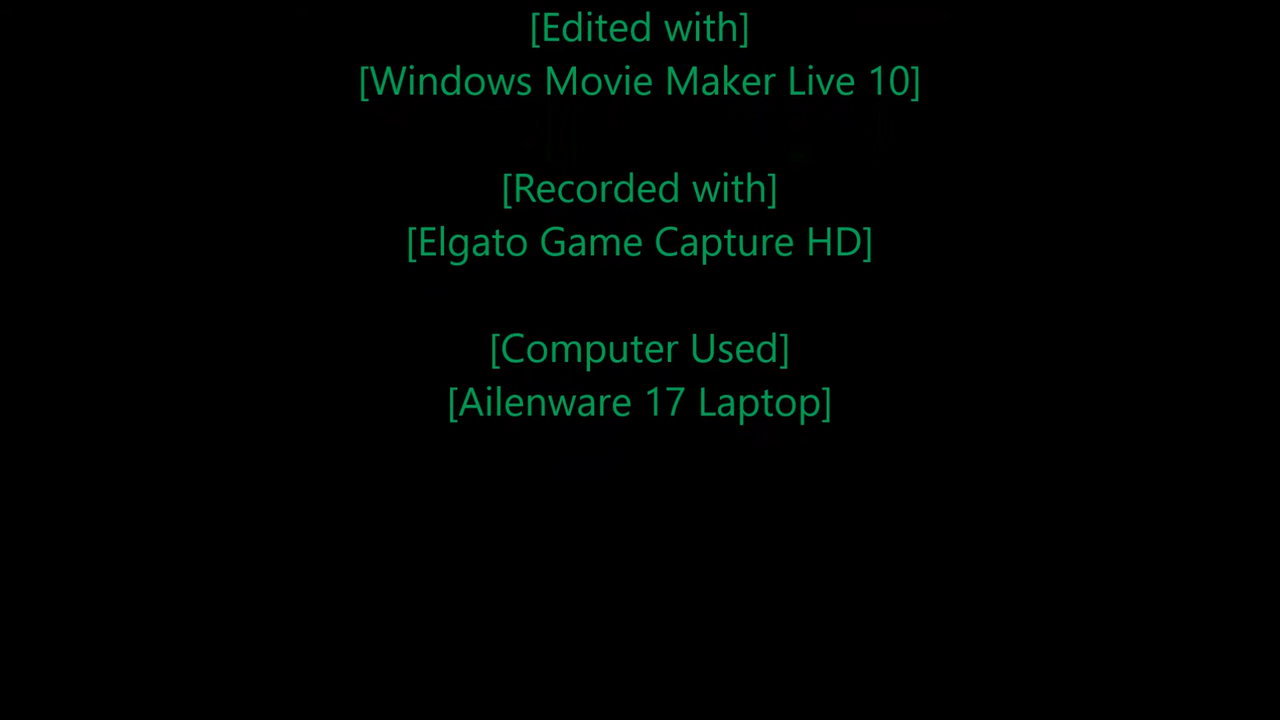 [Edited with]
[Windows Movie Maker Live 10]
[Recorded with]
[Elgato Game Capture HD]
[Computer Used]
[Ailenware 17 Laptop]